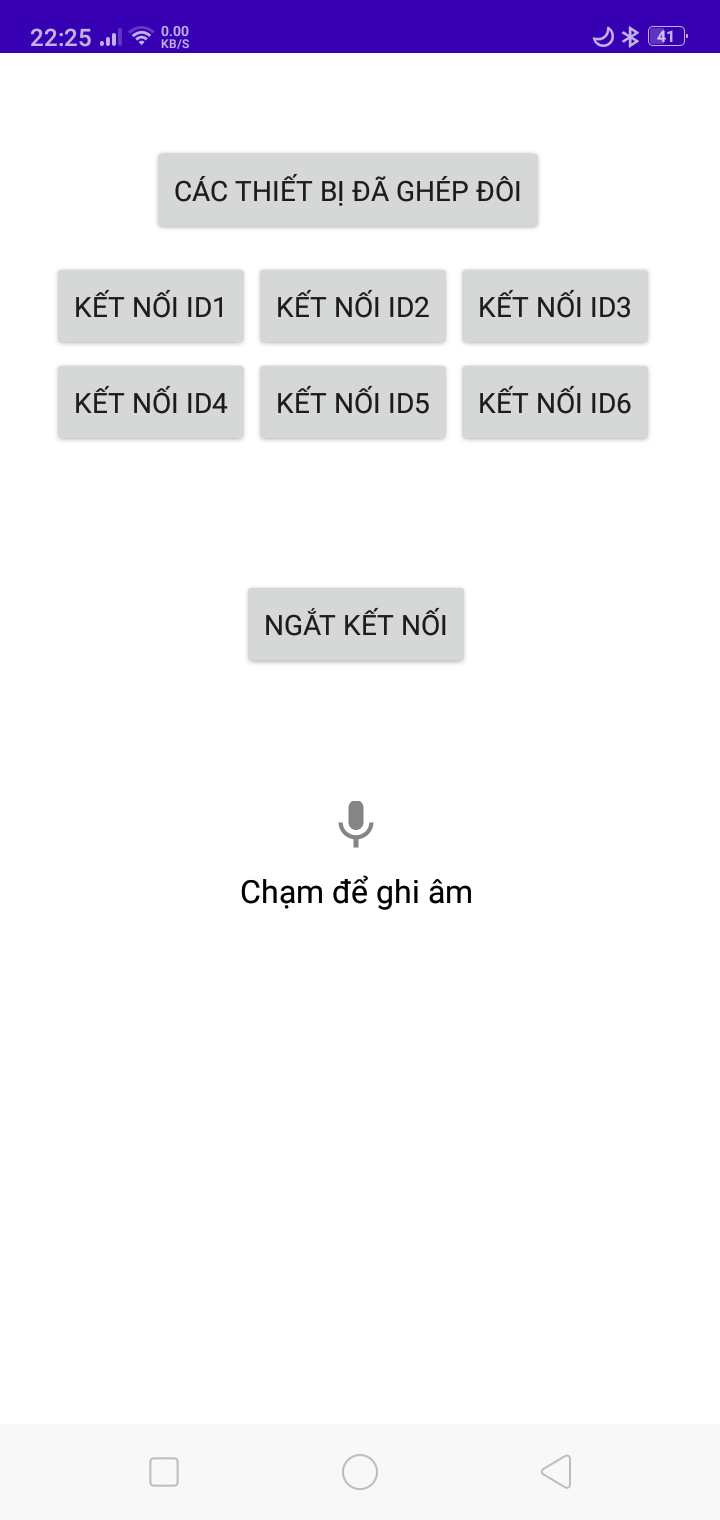 22:25 0.00 41
KB/S
CÁC THIẾT BỊ ĐÃ GHÉP ĐÔI
KẾT NỐI ID1 KẾT NỐI ID2 KẾT NỐI ID3
KẾT NỐI ID4 KẾT NỐI ID5 KẾT NỐI ID6
NGẮT KẾT NỐI
Chạm để ghi âm